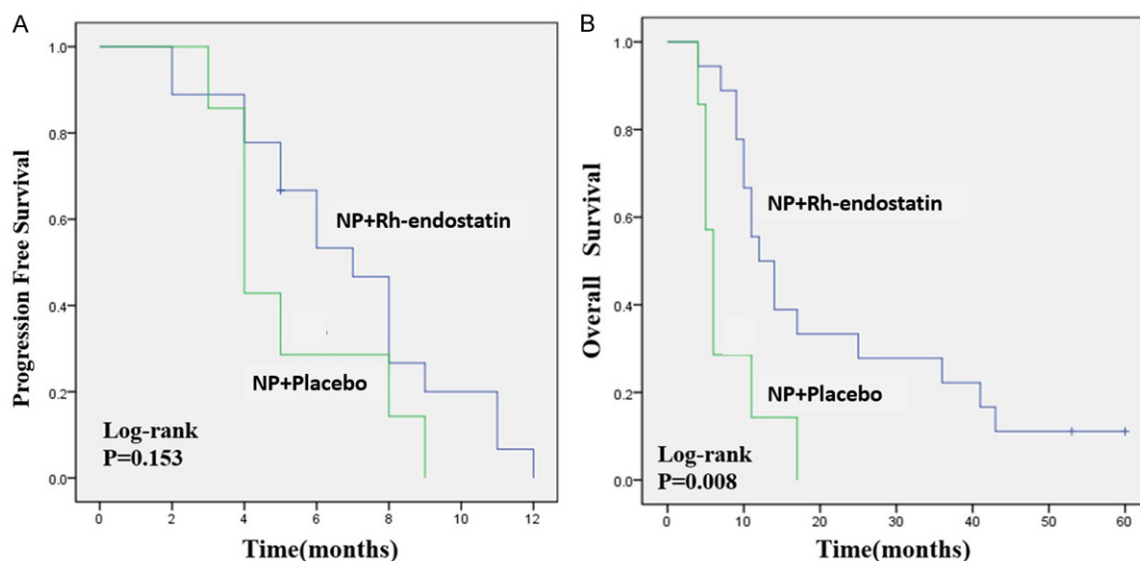 A
Progression Free Survival
1.0
0.8
0.6
0.4
0.2
0.0
NP+Rh-endostatin
NP+Placebo
Log-rank
P=0.153
0 2 4 6 8 10 12
Time(months)
B
Overall Survival
1.0
0.8
0.6
0.4
0.2
0.0
NP+Rh-endostatin
NP+Placebo
Log-rank
P=0.008
0 10 20 30 40 50 60
Time(months)